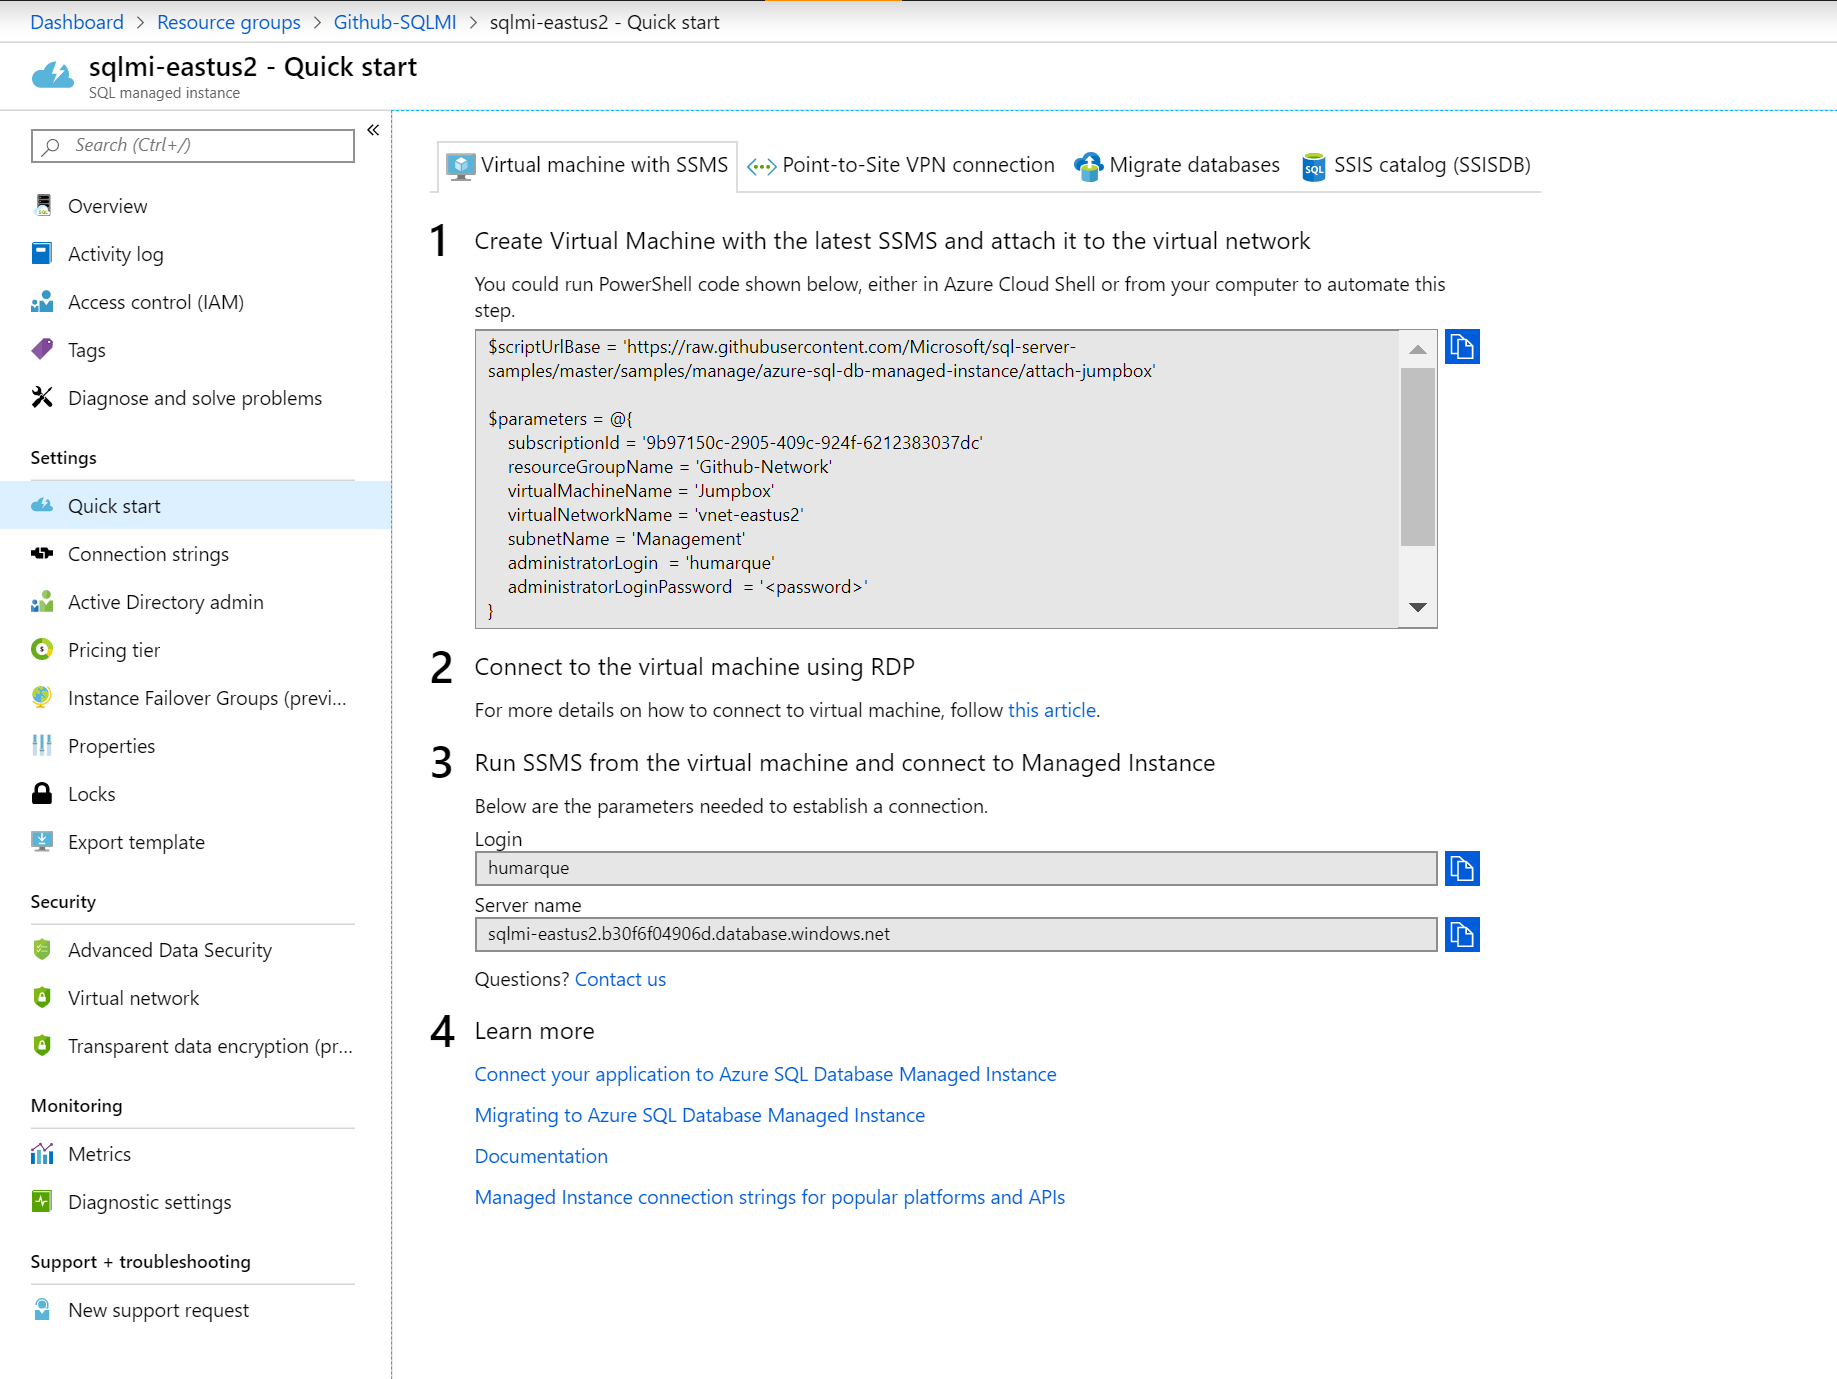 Dashboard > Resource groups > Github-SQLMI > sqlmi-eastus2 - Quick start
sqlmi-eastus2 - Quick start
SQL managed instance
Search (Ctrl+/)
«
Overview
Activity log
Access control (IAM)
Tags
Diagnose and solve problems
Settings
Quick start
Connection strings
Active Directory admin
Pricing tier
Instance Failover Groups (previ...
Properties
Locks
Export template
Security
Advanced Data Security
Virtual network
Transparent data encryption (pr...
Monitoring
Metrics
Diagnostic settings
Support + troubleshooting
New support request
Virtual machine with SSMS
Point-to-Site VPN connection
Migrate databases
SQL
SSIS catalog (SSISDB)
1 Create Virtual Machine with the latest SSMS and attach it to the virtual network
You could run PowerShell code shown below, either in Azure Cloud Shell or from your computer to automate this
step.
$scriptUrlBase = 'https://raw.githubusercontent.com/Microsoft/sql-server-
samples/master/samples/manage/azure-sql-db-managed-instance/attach-jumpbox'
$parameters = @{
subscriptionId = '9b97150c-2905-409c-924f-6212383037dc'
resourceGroupName = 'Github-Network'
virtualMachineName = 'Jumpbox'
virtualNetworkName = 'vnet-eastus2'
subnetName = 'Management'
administratorLogin  = 'humarque'
administratorLoginPassword  = '<password>'
}
2 Connect to the virtual machine using RDP
For more details on how to connect to virtual machine, follow this article.
3 Run SSMS from the virtual machine and connect to Managed Instance
Below are the parameters needed to establish a connection.
Login
humarque
Server name
sqlmi-eastus2.b30f6f04906d.database.windows.net
Questions? Contact us
4 Learn more
Connect your application to Azure SQL Database Managed Instance
Migrating to Azure SQL Database Managed Instance
Documentation
Managed Instance connection strings for popular platforms and APIs